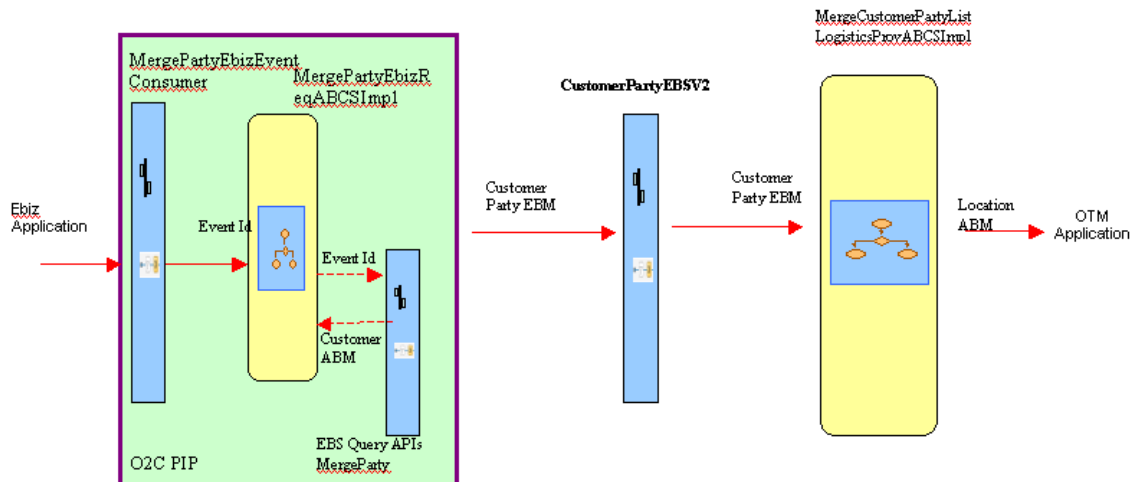 MergeCustomerPartyList
LogisticsProvABCSImpl
MergePartyEbizEvent
Consumer
MergePartyEbizR
eqABCSImpl
CustomerPartyEBSV2
Ebiz
Application
Event Id
Event Id
Customer
ABM
Customer
Party EBM
Customer
Party EBM
Location
ABM
OTM
Application
EBS Query APIs
MergeParty
O2C PIP